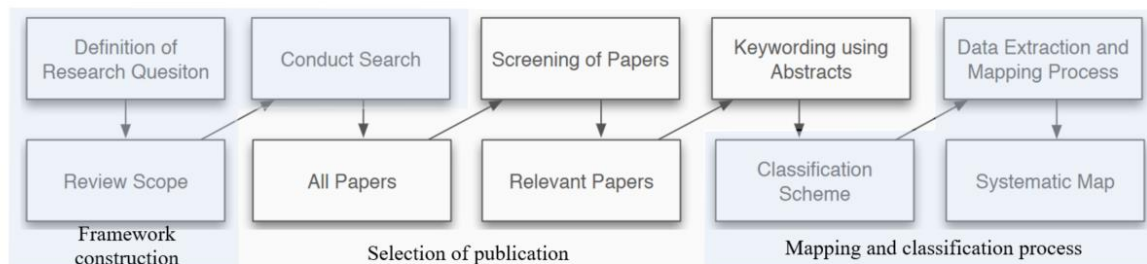 Definition of
Research Quesiton
Conduct Search
Screening of Papers
Keywording using
Abstracts
Data Extraction and
Mapping Process
Review Scope
All Papers
Relevant Papers
Classification
Scheme
Systematic Map
Framework
construction
Selection of publication
Mapping and classification process